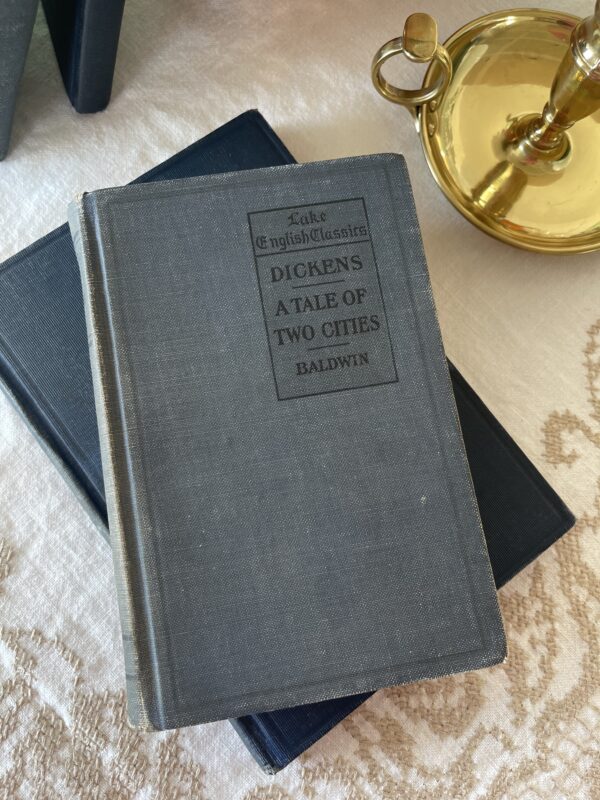 Lake
English Classics
DICKENS
A TALE OF
TWO CITIES
BALDWIN